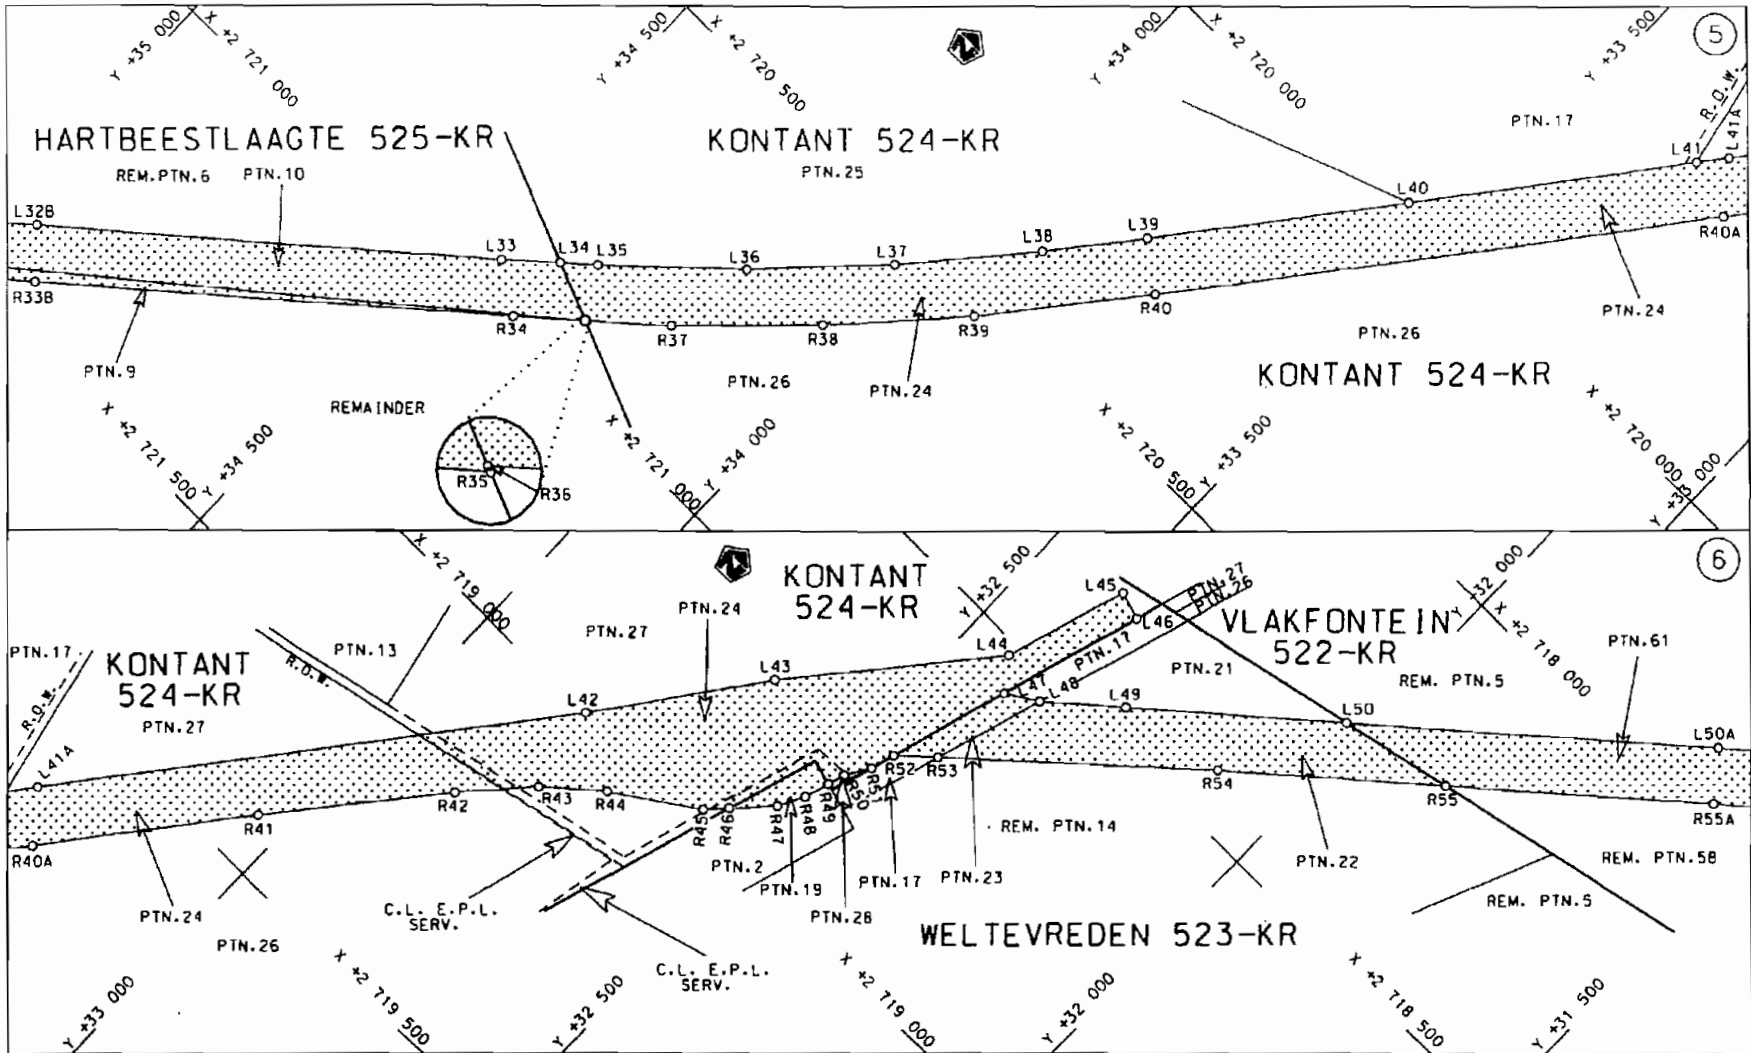 Y +35 000
X +2 721 000
Y +34 500
X +2 720 500
Y +34 000
X +2 720 000
Y +33 500
5
R.O.W.
HARTBEESTLAAGTE 525-KR
KONTANT 524-KR
PTN.17
REM.PTN.6
PTN.10
PTN.25
L41
L41A
L32B
L33
L34
L35
L36
L37
L38
L39
L40
R33B
R34
R37
R38
R39
R40
R40A
PTN.9
REMAINDER
PTN.26
PTN.24
PTN.26
PTN.24
KONTANT 524-KR
R35
R36
X +2 721 500
Y +34 500
X +2 721 000
Y +34 000
X +2 720 500
Y +33 500
X +2 720 000
Y +33 000
6
X +2 719 000
KONTANT
524-KR
Y +32 500
Y +32 000
X +2 718 000
PTN.24
PTN.27
PTN.13
PTN.17
R.O.W.
R.O.W.
KONTANT
524-KR
PTN.27
L45
L46
PTN.27
PTN.26
PTN.17
VLAKFONTEIN
522-KR
PTN.21
REM. PTN.5
PTN.61
L41A
L42
L43
L44
L47
L48
L49
L50
L50A
R40A
R41
R42
R43
R44
R45
R46
R47
R48
R49
R50
R51
R52
R53
R54
R55
R55A
PTN.24
PTN.26
C.L. E.P.L.
SERV.
C.L. E.P.L.
SERV.
PTN.2
PTN.19
PTN.28
PTN.17
PTN.23
REM. PTN.14
PTN.22
REM. PTN.58
REM. PTN.5
WELTEVREDEN 523-KR
Y +33 000
X +2 719 500
Y +32 500
X +2 719 000
Y +32 000
X +2 718 500
Y +31 500